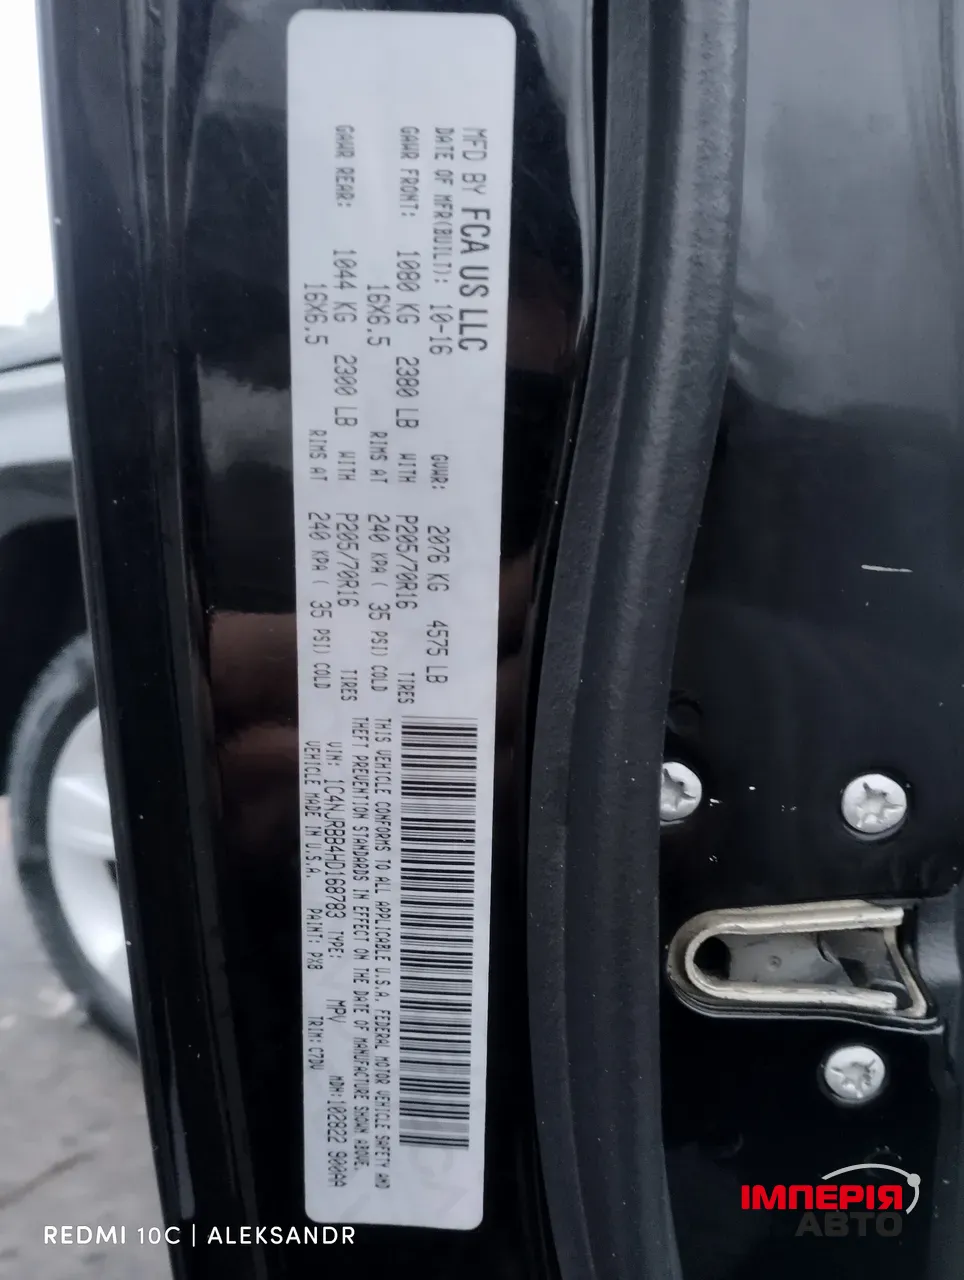 MFD BY FCA US LLC
DATE OF MFR(BUILT): 10-16 GVWR: 2076 KG 4575 LB
GAWR FRONT: 1080 KG 2380 LB WITH P205/70R16 TIRES
16X6.5 RIMS AT 240 KPA ( 35 PSI) COLD
GAWR REAR: 1044 KG 2300 LB WITH P205/70R16 TIRES
16X6.5 RIMS AT 240 KPA ( 35 PSI) COLD
THIS VEHICLE CONFORMS TO ALL APPLICABLE U.S.A. FEDERAL MOTOR VEHICLE SAFETY AND
THEFT PREVENTION STANDARDS IN EFFECT ON THE DATE OF MANUFACTURE SHOWN ABOVE.
VIN: 1C4NJRBB4HD168783 TYPE: MPV MDH:102822 900AA
VEHICLE MADE IN U.S.A. PAINT: PX8 TRIM: C7DV
ІМПЕРІЯ
АВТО
REDMI 10C | ALEKSANDR